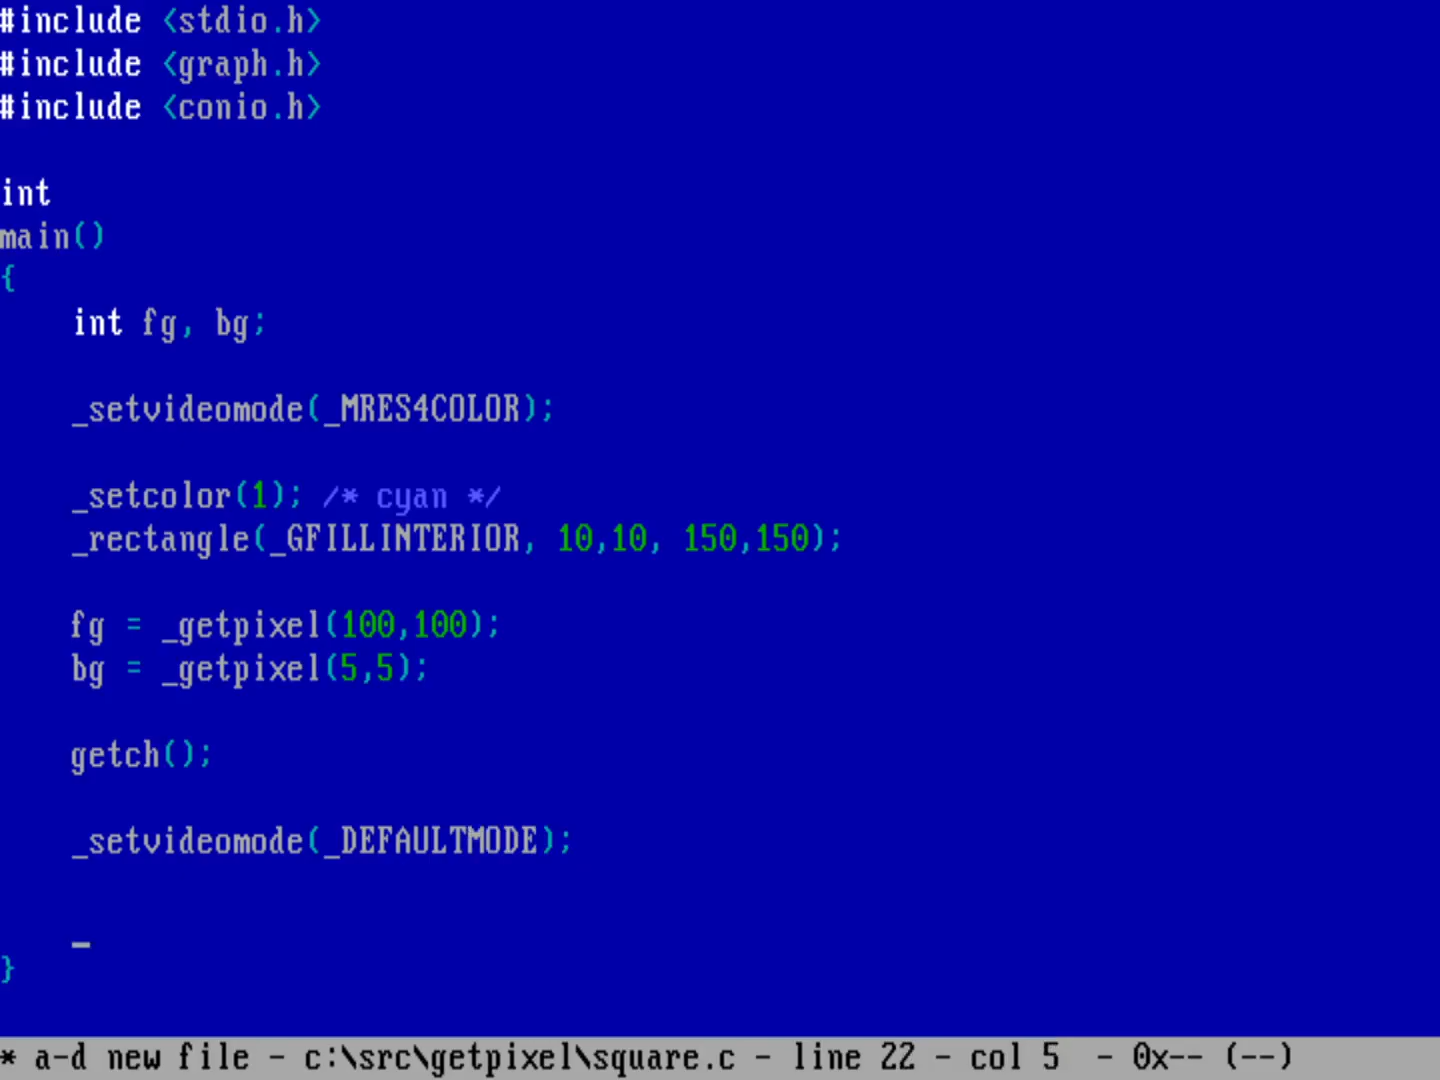 #include <stdio.h>
#include <graph.h>
#include <conio.h>
int
main()
{
int fg, bg;
_setvideomode(_MRES4COLOR);
_setcolor(1); /* cyan */
_rectangle(_GFILLINTERIOR, 10,10, 150,150);
fg = _getpixel(100,100);
bg = _getpixel(5,5);
getch();
_setvideomode(_DEFAULTMODE);
}
* a-d new file - c:\src\getpixel\square.c - line 22 - col 5 - 0x-- (--)